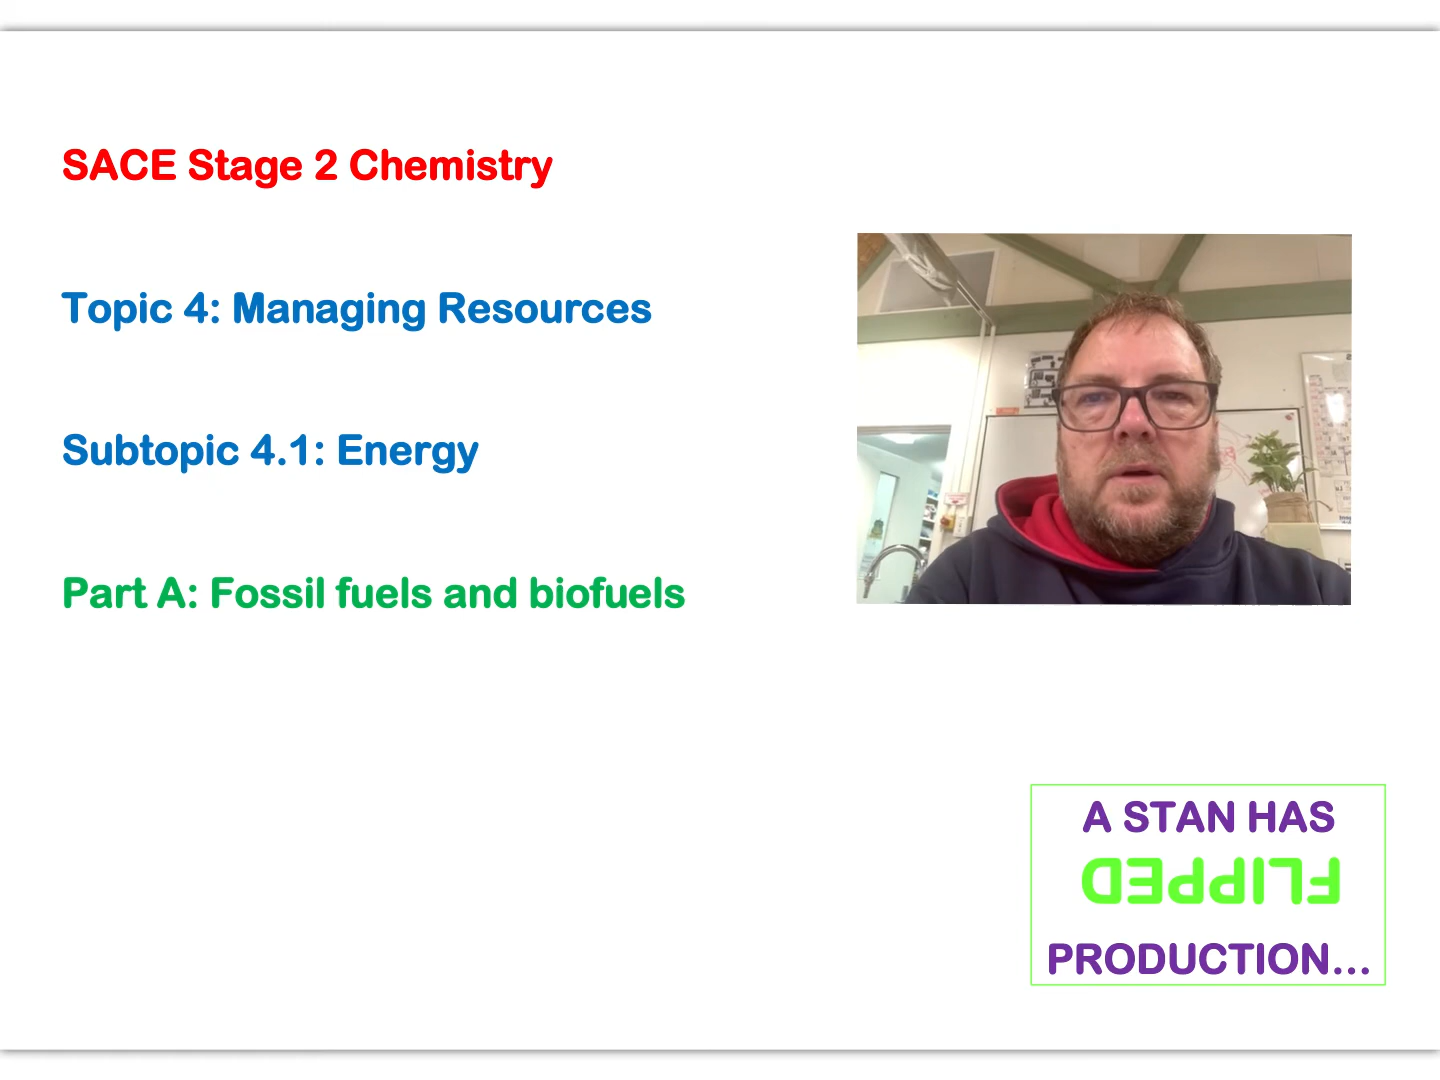 SACE Stage 2 Chemistry
Topic 4: Managing Resources
Subtopic 4.1: Energy
Part A: Fossil fuels and biofuels
A STAN HAS
FLIPPED
PRODUCTION...